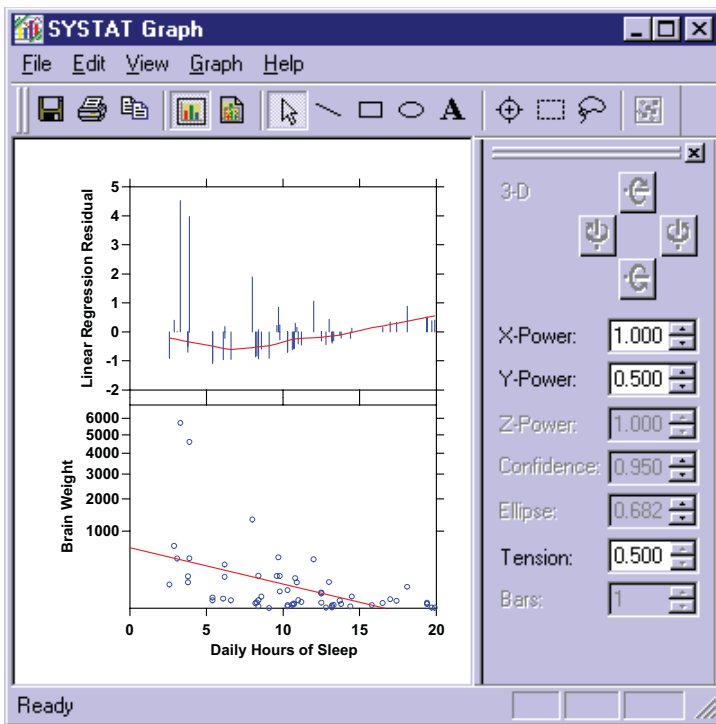 SYSTAT Graph
File Edit View Graph Help
A
5
4
3
2
1
0
-1
-2
Linear Regression Residual
6000
5000
4000
3000
2000
1000
Brain Weight
0 5 10 15 20
Daily Hours of Sleep
3-D
X-Power: 1.000
Y-Power: 0.500
Z-Power: 1.000
Confidence: 0.950
Ellipse: 0.682
Tension: 0.500
Bars: 1
Ready